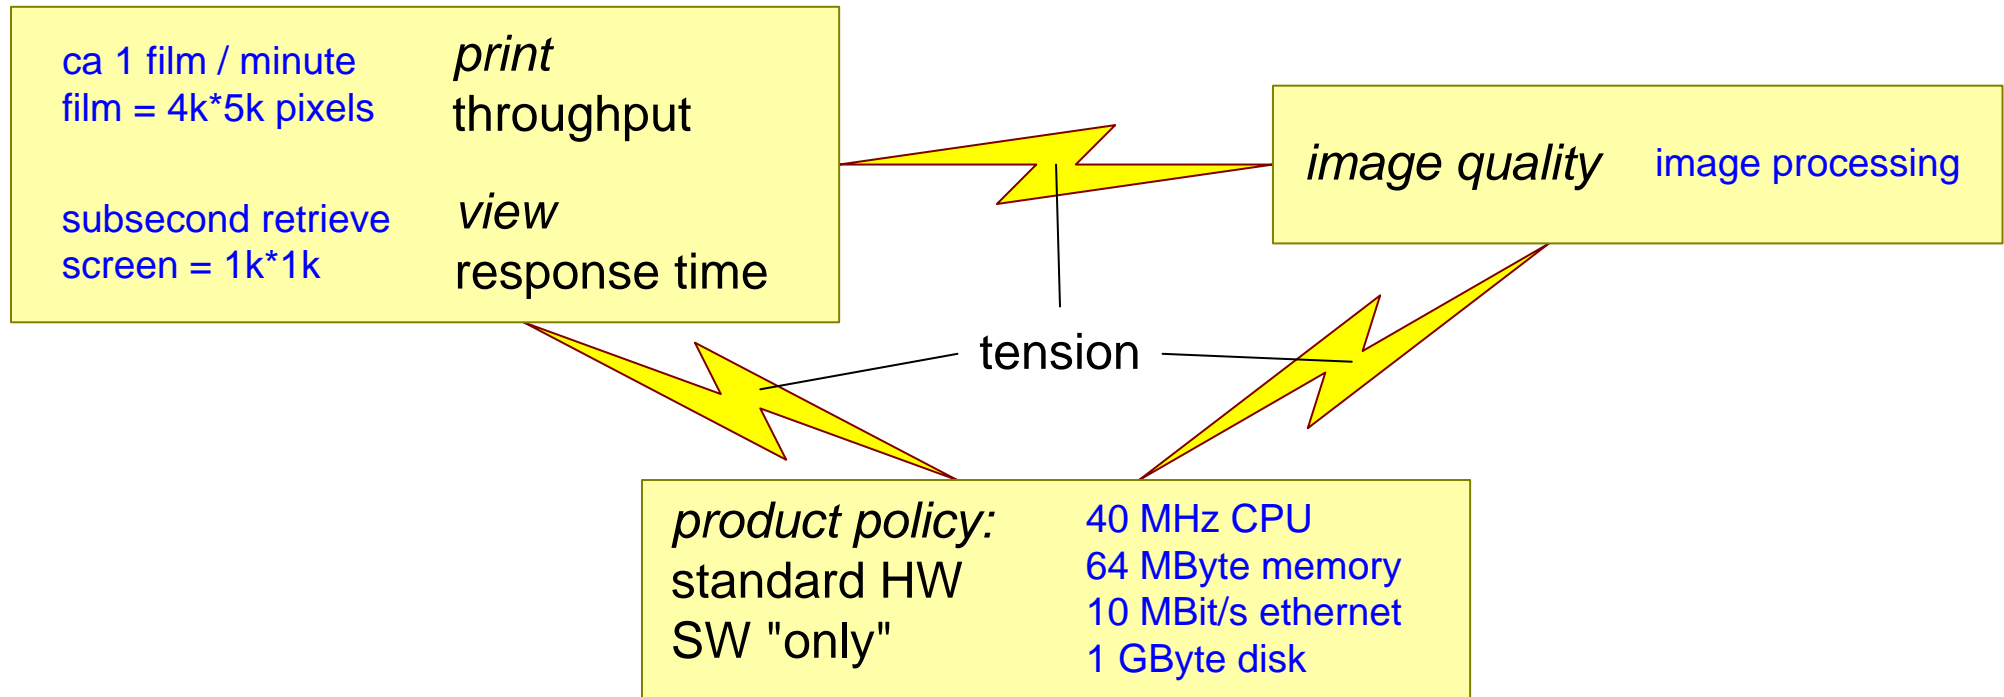 ca 1 film / minute
film = 4k*5k pixels
print
throughput
subsecond retrieve
screen = 1k*1k
view
response time
image quality
image processing
tension
product policy:
standard HW
SW "only"
40 MHz CPU
64 MByte memory
10 MBit/s ethernet
1 GByte disk